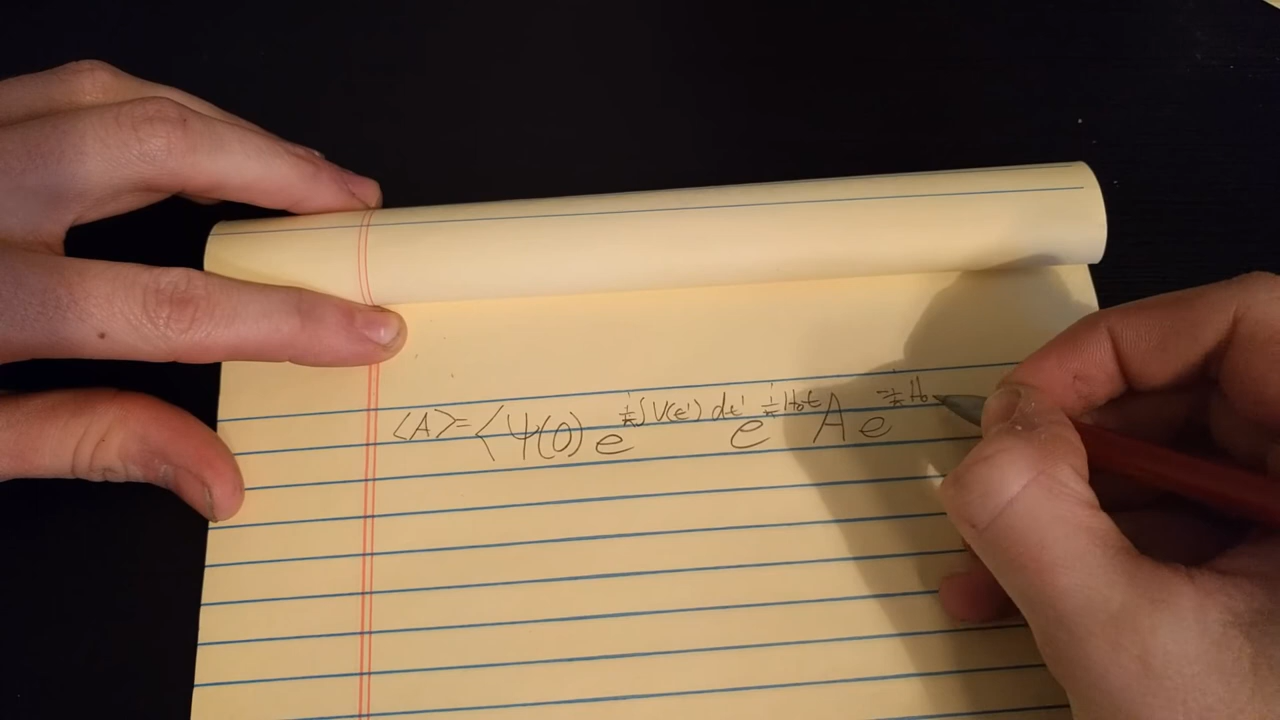 ⟨A⟩=⟨Ψ(0) e^{i/ħ ∫V(t') dt'} e^{i/ħ H₀t} A e^{-i/ħ H₀